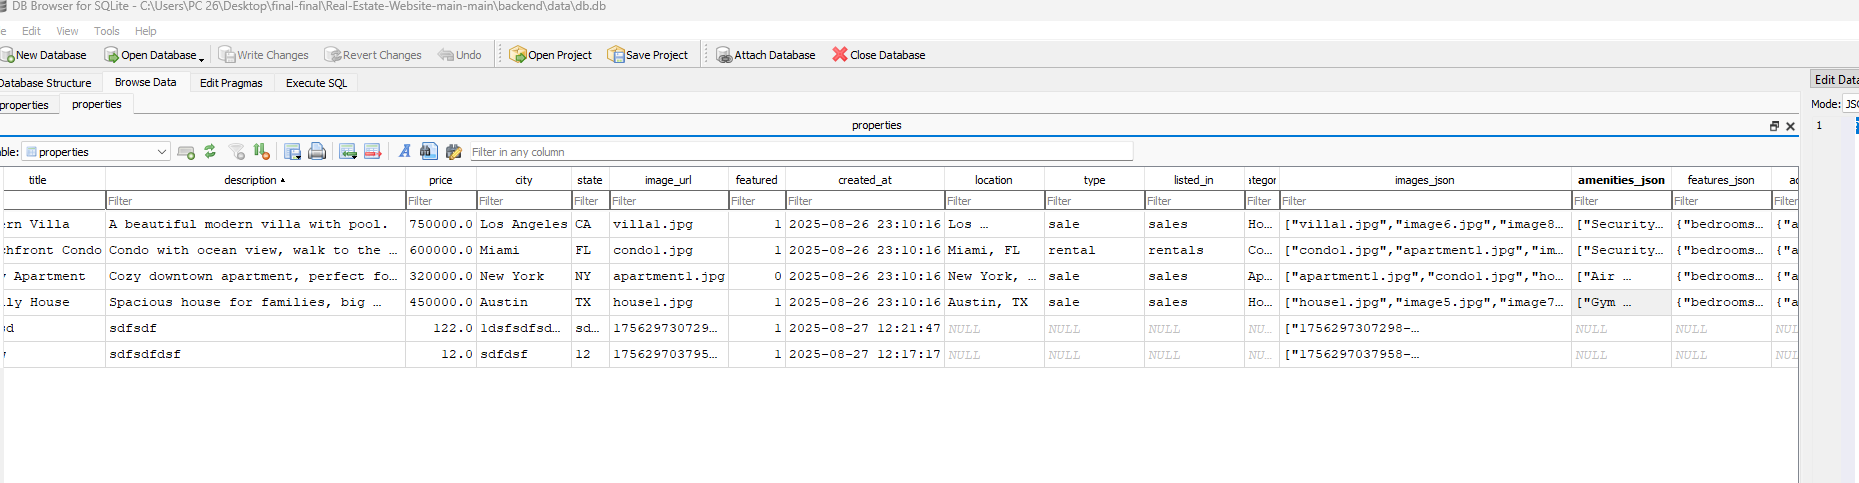 DB Browser for SQLite - C:\Users\PC 26\Desktop\final-final\Real-Estate-Website-main-main\backend\data\db.db
e Edit View Tools Help
New Database Open Database Write Changes Revert Changes Undo Open Project Save Project Attach Database Close Database
Database Structure Browse Data Edit Pragmas Execute SQL Edit Data
properties properties Mode: JSO
properties 1
ble: properties Filter in any column
title description price city state image_url featured created_at location type listed_in ategor images_json amenities_json features_json ac
Filter Filter Filter Filter Filter Filter Filter Filter Filter Filter Filter Filter Filter Filter Filter
rn Villa A beautiful modern villa with pool. 750000.0 Los Angeles CA villa1.jpg 1 2025-08-26 23:10:16 Los … sale sales Ho… ["villa1.jpg","image6.jpg","image8… ["Security… {"bedrooms… {"a
chfront Condo Condo with ocean view, walk to the … 600000.0 Miami FL condo1.jpg 1 2025-08-26 23:10:16 Miami, FL rental rentals Co… ["condo1.jpg","apartment1.jpg","im… ["Security… {"bedrooms… {"a
y Apartment Cozy downtown apartment, perfect fo… 320000.0 New York NY apartment1.jpg 0 2025-08-26 23:10:16 New York, … sale sales Ap… ["apartment1.jpg","condo1.jpg","ho… ["Air … {"bedrooms… {"a
ly House Spacious house for families, big … 450000.0 Austin TX house1.jpg 1 2025-08-26 23:10:16 Austin, TX sale sales Ho… ["house1.jpg","image5.jpg","image7… ["Gym … {"bedrooms… {"a
sd sdfsdf 122.0 ldsfsdfsd… sd… 175629730729… 1 2025-08-27 12:21:47 NULL NULL NULL NU… ["1756297307298-… NULL NULL NUL
sdfsdfdsf 12.0 sdfdsf 12 175629703795… 1 2025-08-27 12:17:17 NULL NULL NULL NU… ["1756297037958-… NULL NULL NUL